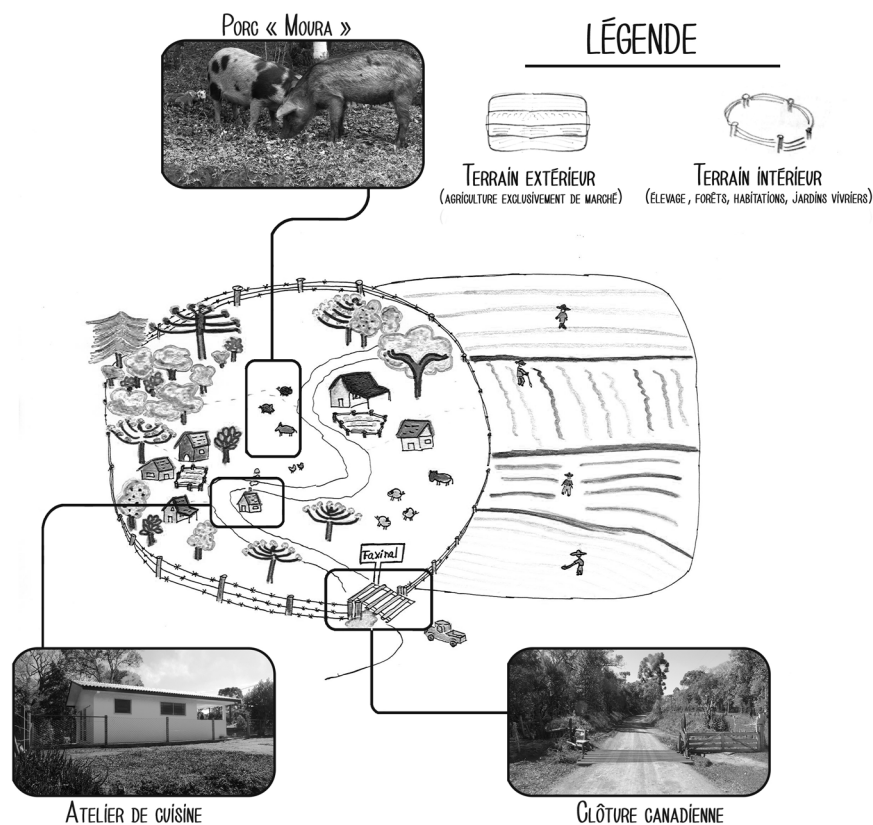 Porc « Moura »
LÉGENDE
Terrain extérieur
(agriculture exclusivement de marché)
Terrain intérieur
(élevage, forêts, habitations, jardins vivriers)
Faxinal
Atelier de cuisine
Clôture canadienne